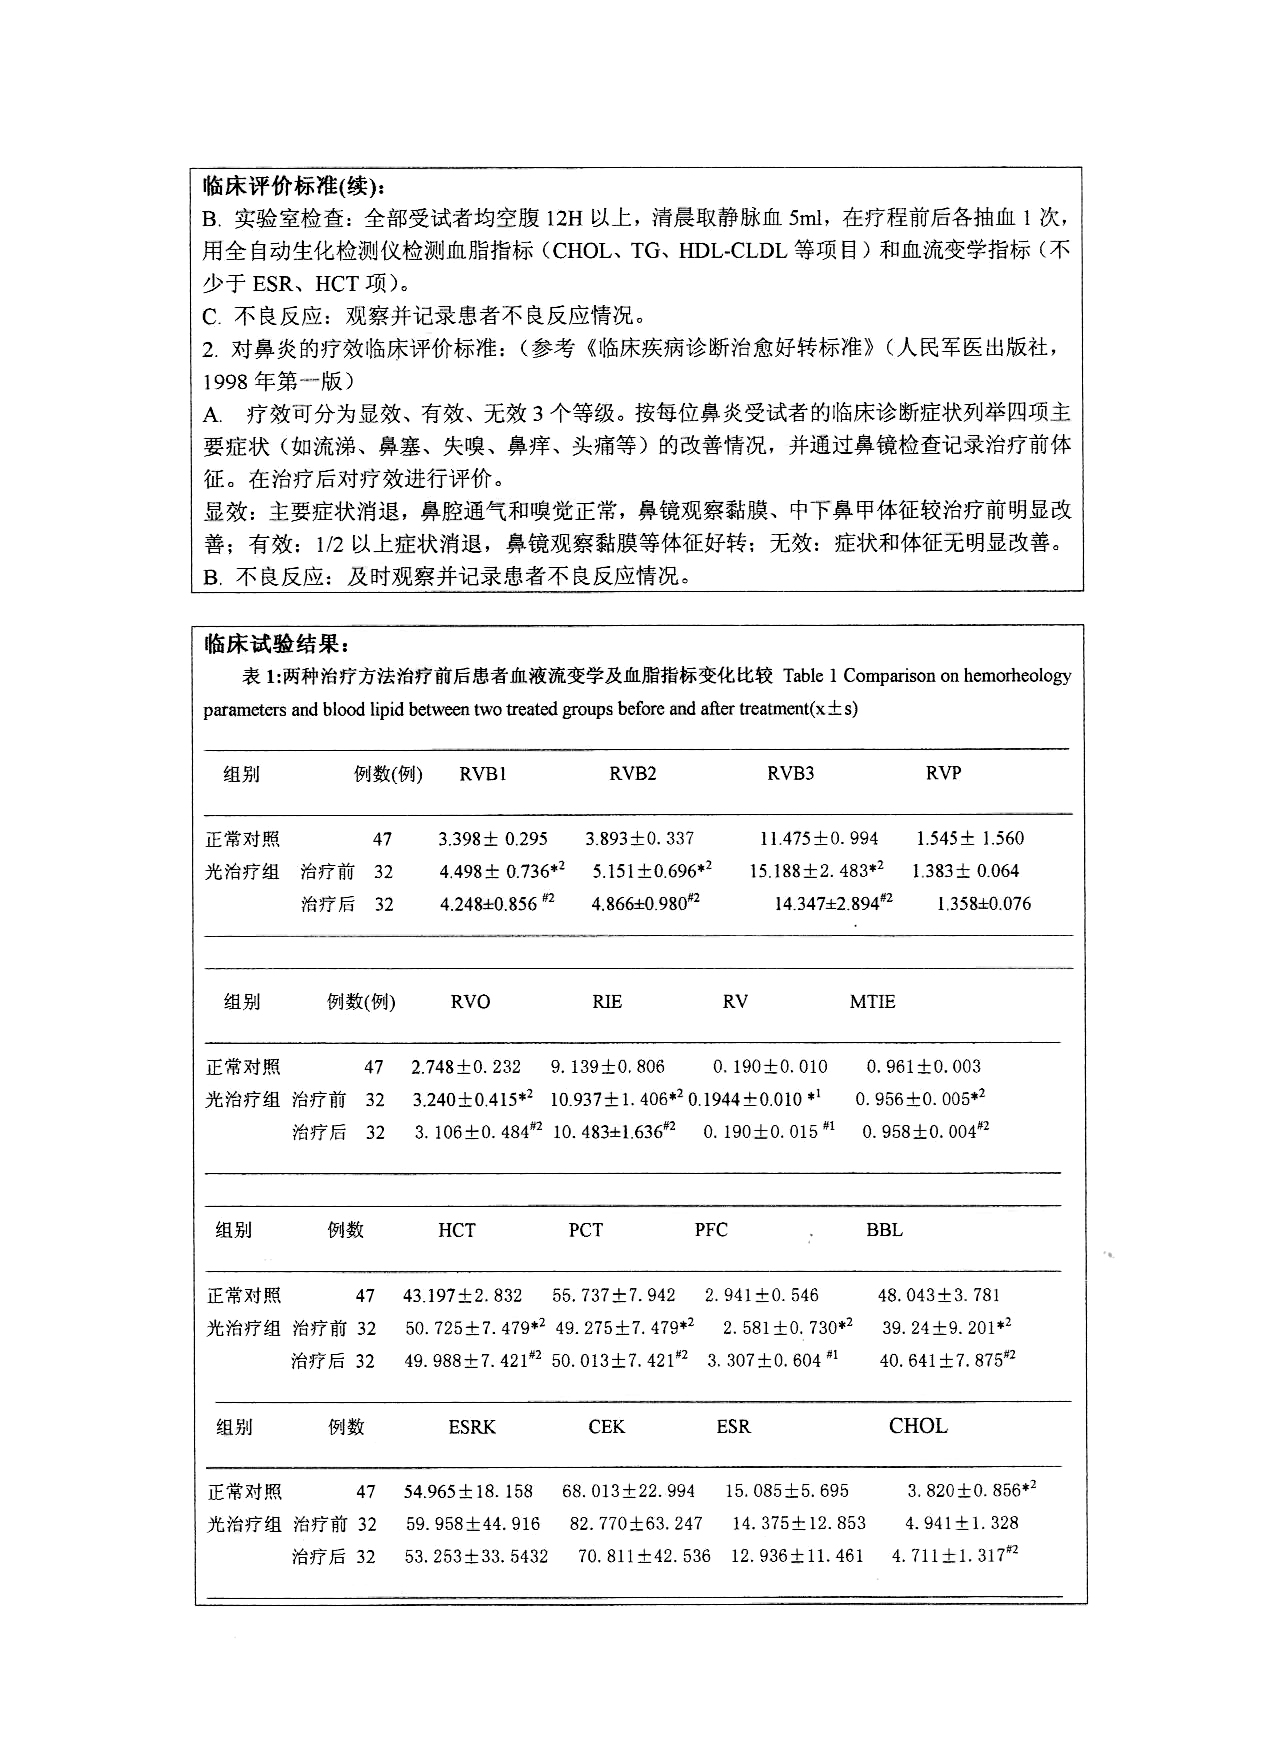 临床评价标准(续)：
B. 实验室检查：全部受试者均空腹 12H 以上，清晨取静脉血 5ml，在疗程前后各抽血 1 次，
用全自动生化检测仪检测血脂指标（CHOL、TG、HDL-CLDL 等项目）和血流变学指标（不
少于 ESR、HCT 项）。
C. 不良反应：观察并记录患者不良反应情况。
2. 对鼻炎的疗效临床评价标准：（参考《临床疾病诊断治愈好转标准》（人民军医出版社，
1998 年第一版）
A. 疗效可分为显效、有效、无效 3 个等级。按每位鼻炎受试者的临床诊断症状列举四项主
要症状（如流涕、鼻塞、失嗅、鼻痒、头痛等）的改善情况，并通过鼻镜检查记录治疗前体
征。在治疗后对疗效进行评价。
显效：主要症状消退，鼻腔通气和嗅觉正常，鼻镜观察黏膜、中下鼻甲体征较治疗前明显改
善；有效：1/2 以上症状消退，鼻镜观察黏膜等体征好转；无效：症状和体征无明显改善。
B. 不良反应：及时观察并记录患者不良反应情况。
临床试验结果：
表 1:两种治疗方法治疗前后患者血液流变学及血脂指标变化比较 Table 1 Comparison on hemorheology
parameters and blood lipid between two treated groups before and after treatment(x±s)
组别 例数(例) RVB1 RVB2 RVB3 RVP
正常对照 47 3.398± 0.295 3.893±0.337 11.475±0.994 1.545± 1.560
光治疗组 治疗前 32 4.498± 0.736*2 5.151±0.696*2 15.188±2.483*2 1.383± 0.064
治疗后 32 4.248±0.856 #2 4.866±0.980#2 14.347±2.894#2 1.358±0.076
组别 例数(例) RVO RIE RV MTIE
正常对照 47 2.748±0.232 9.139±0.806 0.190±0.010 0.961±0.003
光治疗组 治疗前 32 3.240±0.415*2 10.937±1.406*2 0.1944±0.010 *1 0.956±0.005*2
治疗后 32 3.106±0.484#2 10.483±1.636#2 0.190±0.015 #1 0.958±0.004#2
组别 例数 HCT PCT PFC BBL
正常对照 47 43.197±2.832 55.737±7.942 2.941±0.546 48.043±3.781
光治疗组 治疗前 32 50.725±7.479*2 49.275±7.479*2 2.581±0.730*2 39.24±9.201*2
治疗后 32 49.988±7.421#2 50.013±7.421#2 3.307±0.604 #1 40.641±7.875#2
组别 例数 ESRK CEK ESR CHOL
正常对照 47 54.965±18.158 68.013±22.994 15.085±5.695 3.820±0.856*2
光治疗组 治疗前 32 59.958±44.916 82.770±63.247 14.375±12.853 4.941±1.328
治疗后 32 53.253±33.5432 70.811±42.536 12.936±11.461 4.711±1.317#2